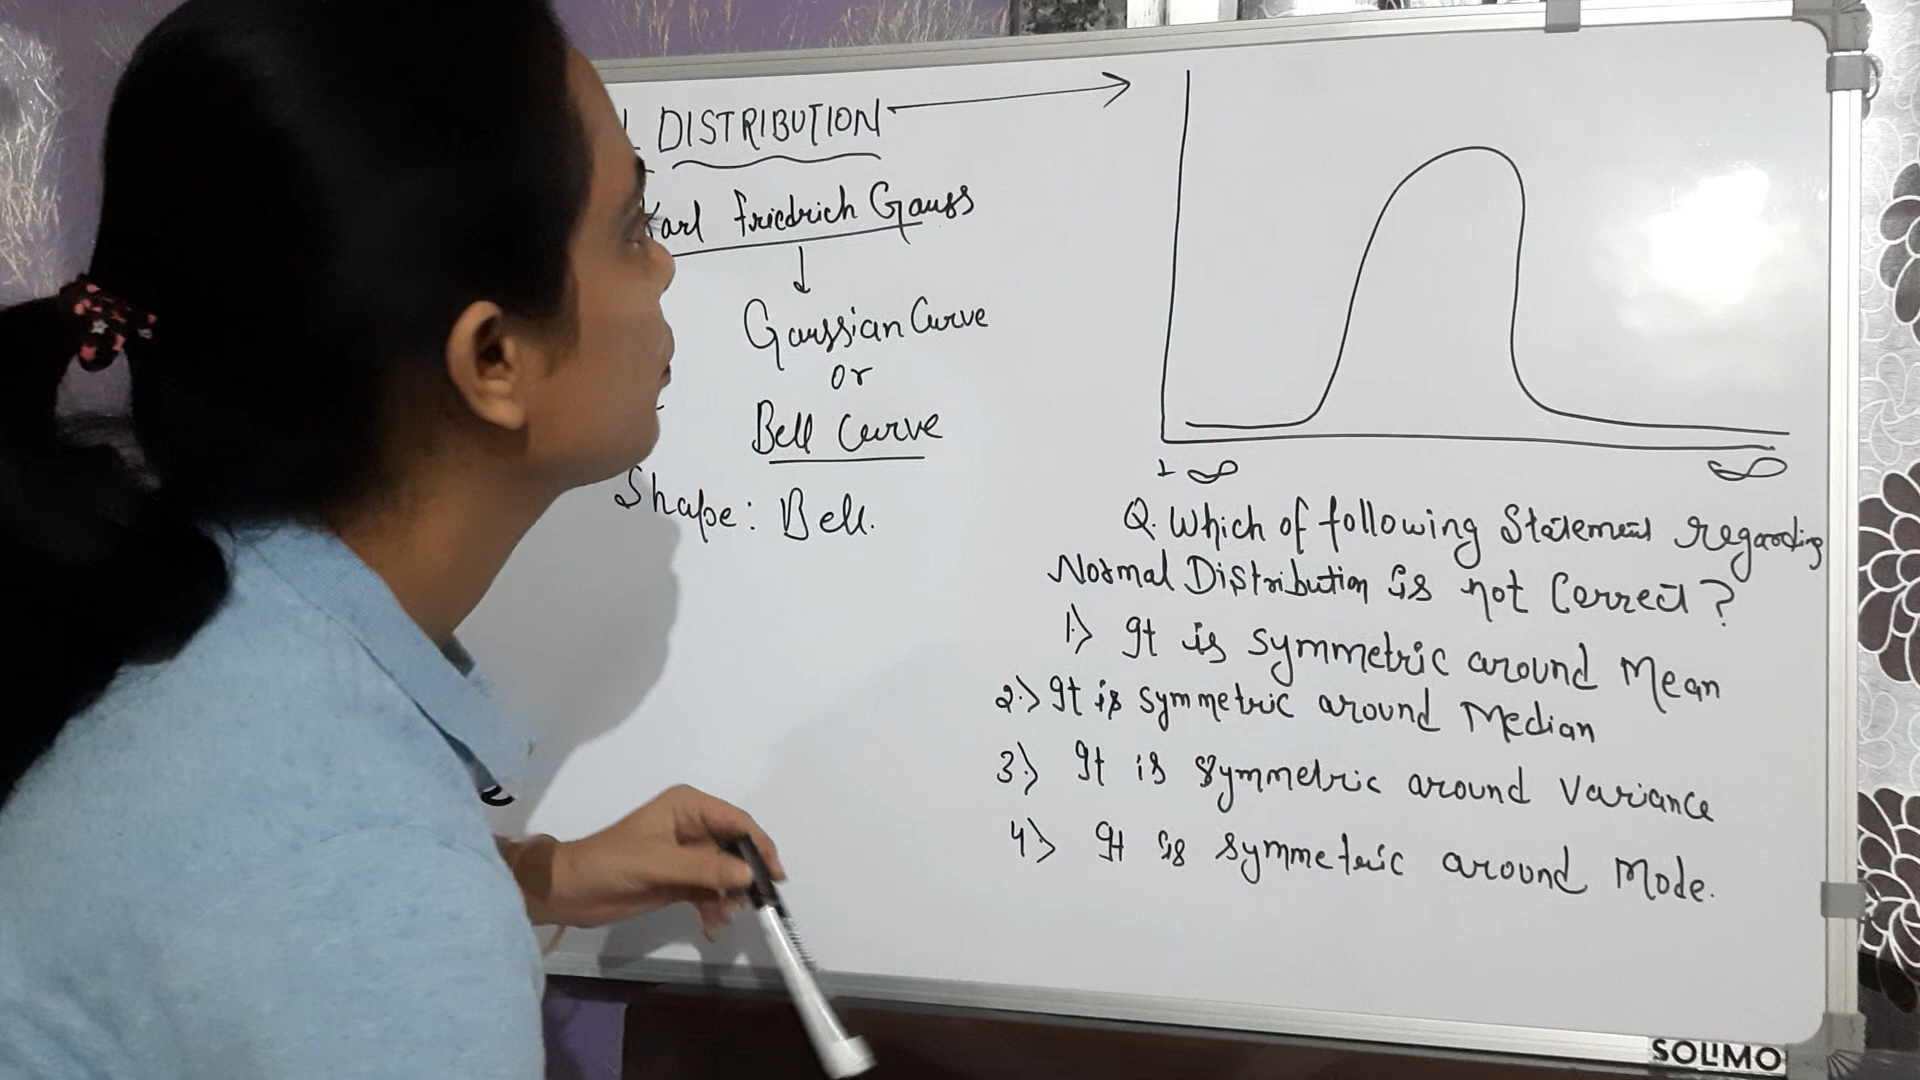 DISTRIBUTION
Karl Friedrich Gauss
Gaussian Curve
or
Bell Curve
Shape: Bell.
∞
∞
Q. Which of following Statement regarding
Normal Distribution is not Correct?
1.) It is symmetric around Mean
2.) It is symmetric around Median
3.) It is symmetric around Variance
4.) It is symmetric around Mode.
SOLIMO